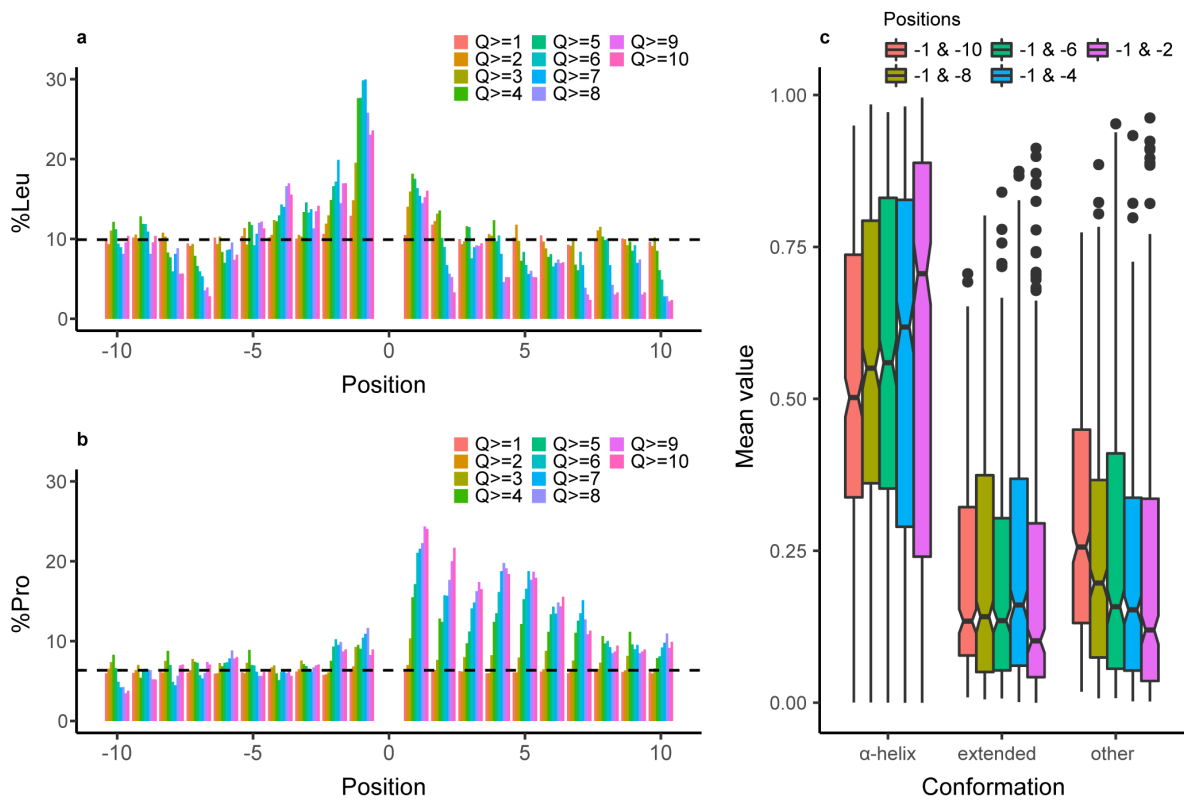 a
Q>=1 Q>=5 Q>=9
Q>=2 Q>=6 Q>=10
Q>=3 Q>=7
Q>=4 Q>=8
%Leu
30
20
10
0
-10 -5 0 5 10
Position
b
Q>=1 Q>=5 Q>=9
Q>=2 Q>=6 Q>=10
Q>=3 Q>=7
Q>=4 Q>=8
%Pro
30
20
10
0
-10 -5 0 5 10
Position
c
Positions
-1 & -10 -1 & -6 -1 & -2
-1 & -8 -1 & -4
Mean value
1.00
0.75
0.50
0.25
0.00
α-helix extended other
Conformation